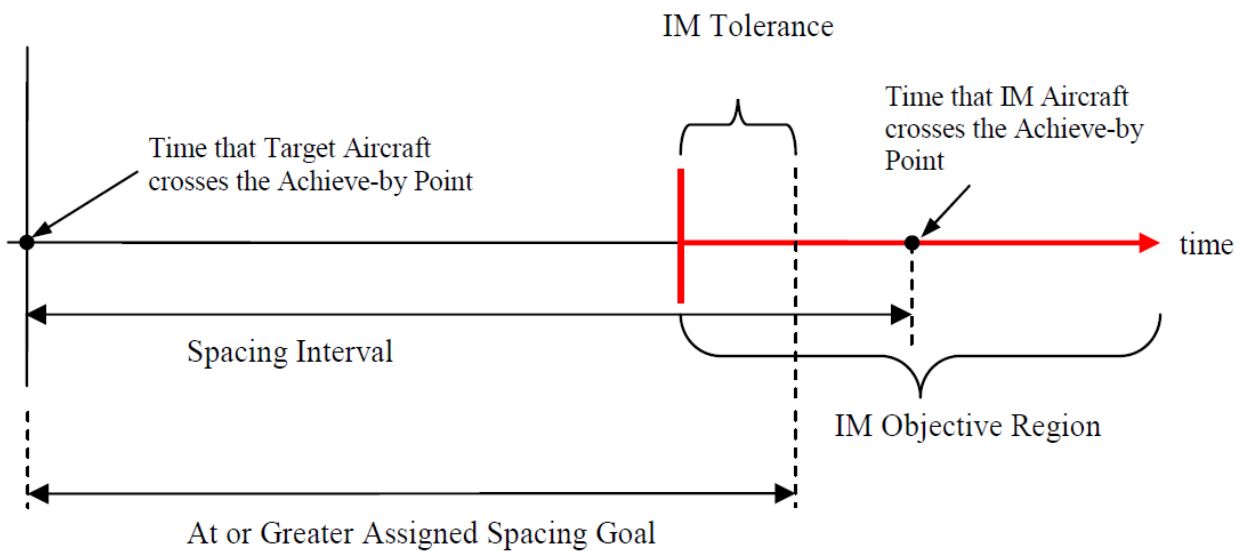 IM Tolerance
Time that IM Aircraft
crosses the Achieve-by
Point
Time that Target Aircraft
crosses the Achieve-by Point
time
Spacing Interval
IM Objective Region
At or Greater Assigned Spacing Goal